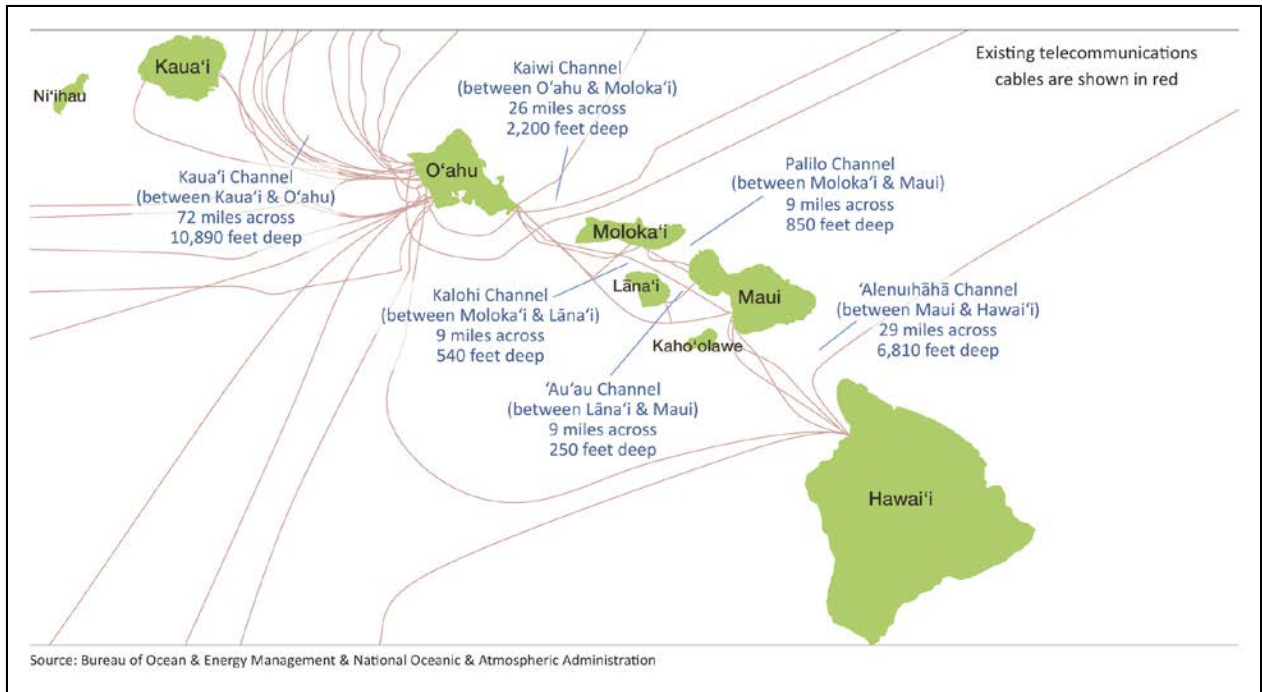 Existing telecommunications
cables are shown in red
Kaua‘i
Ni‘ihau
Kaiwi Channel
(between O‘ahu & Moloka‘i)
26 miles across
2,200 feet deep
O‘ahu
Kaua‘i Channel
(between Kaua‘i & O‘ahu)
72 miles across
10,890 feet deep
Palilo Channel
(between Moloka‘i & Maui)
9 miles across
850 feet deep
Moloka‘i
Lāna‘i
Maui
Kalohi Channel
(between Moloka‘i & Lāna‘i)
9 miles across
540 feet deep
‘Alenuıhāhā Channel
(between Maui & Hawai‘i)
29 miles across
6,810 feet deep
Kaho‘olawe
‘Au‘au Channel
(between Lāna‘i & Maui)
9 miles across
250 feet deep
Hawai‘i
Source: Bureau of Ocean & Energy Management & National Oceanic & Atmospheric Administration